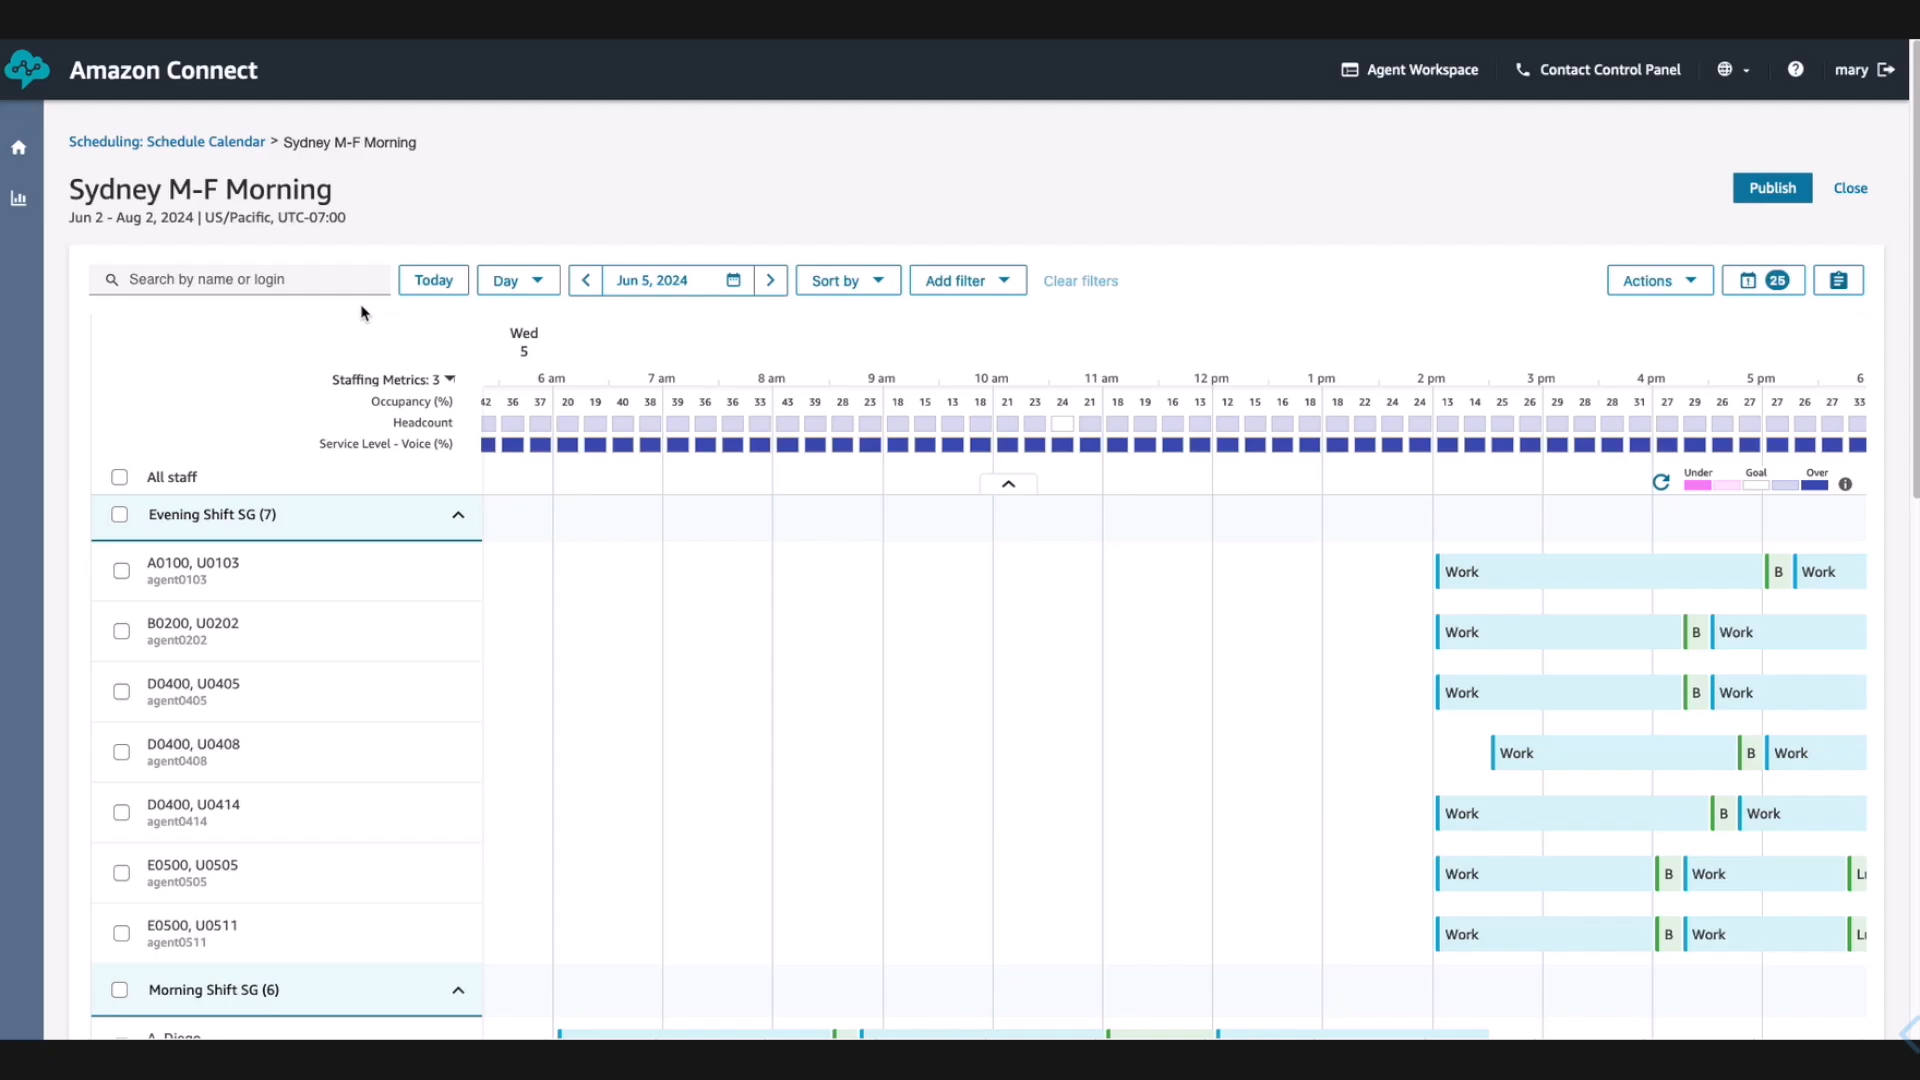 Amazon Connect
Agent Workspace
Contact Control Panel
mary
Scheduling: Schedule Calendar > Sydney M-F Morning
Sydney M-F Morning
Publish
Close
Jun 2 - Aug 2, 2024 | US/Pacific, UTC-07:00
Search by name or login
Today
Day
Jun 5, 2024
Sort by
Add filter
Clear filters
Actions
25
Wed
5
Staffing Metrics: 3
6 am 7 am 8 am 9 am 10 am 11 am 12 pm 1 pm 2 pm 3 pm 4 pm 5 pm 6
Occupancy (%)
42 36 37 20 19 40 38 39 36 36 33 43 39 28 23 18 15 13 18 21 23 24 21 18 19 16 13 12 15 16 18 18 22 24 24 13 14 25 26 29 28 28 31 27 29 26 27 27 26 27 33
Headcount
Service Level - Voice (%)
All staff
Under Goal Over
Evening Shift SG (7)
A0100, U0103
agent0103
Work B Work
B0200, U0202
agent0202
Work B Work
D0400, U0405
agent0405
Work B Work
D0400, U0408
agent0408
Work B Work
D0400, U0414
agent0414
Work B Work
E0500, U0505
agent0505
Work B Work
E0500, U0511
agent0511
Work B Work
Morning Shift SG (6)
A, Diego